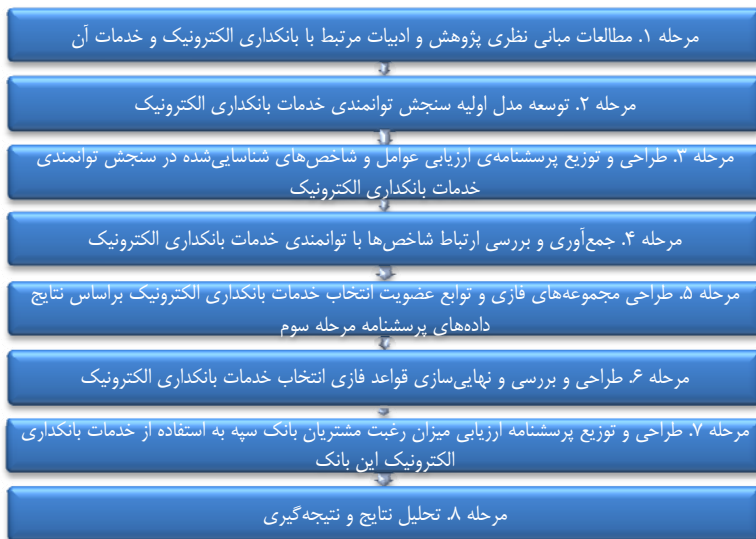 مرحله ۱. مطالعات مبانی نظری پژوهش و ادبیات مرتبط با بانکداری الکترونیک و خدمات آن
مرحله ۲. توسعه مدل اولیه سنجش توانمندی خدمات بانکداری الکترونیک
مرحله ۳. طراحی و توزیع پرسشنامه‌ی ارزیابی عوامل و شاخص‌های شناسایی‌شده در سنجش توانمندی
خدمات بانکداری الکترونیک
مرحله ۴. جمع‌آوری و بررسی ارتباط شاخص‌ها با توانمندی خدمات بانکداری الکترونیک
مرحله ۵. طراحی مجموعه‌های فازی و توابع عضویت انتخاب خدمات بانکداری الکترونیک براساس نتایج
داده‌های پرسشنامه مرحله سوم
مرحله ۶. طراحی و بررسی و نهایی‌سازی قواعد فازی انتخاب خدمات بانکداری الکترونیک
مرحله ۷. طراحی و توزیع پرسشنامه ارزیابی میزان رغبت مشتریان بانک سپه به استفاده از خدمات بانکداری
الکترونیک این بانک
مرحله ۸. تحلیل نتایج و نتیجه‌گیری